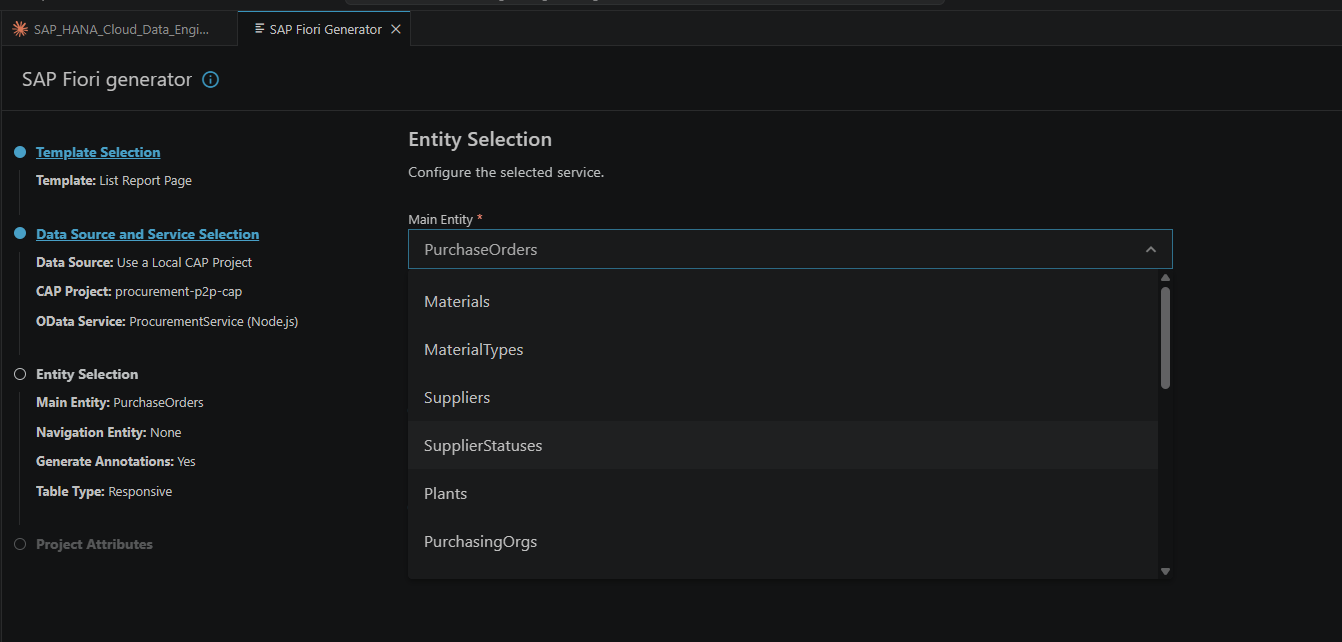 SAP_HANA_Cloud_Data_Engi...
SAP Fiori Generator
SAP Fiori generator
Template Selection
Template: List Report Page
Data Source and Service Selection
Data Source: Use a Local CAP Project
CAP Project: procurement-p2p-cap
OData Service: ProcurementService (Node.js)
Entity Selection
Main Entity: PurchaseOrders
Navigation Entity: None
Generate Annotations: Yes
Table Type: Responsive
Project Attributes
Entity Selection
Configure the selected service.
Main Entity *
PurchaseOrders
Materials
MaterialTypes
Suppliers
SupplierStatuses
Plants
PurchasingOrgs